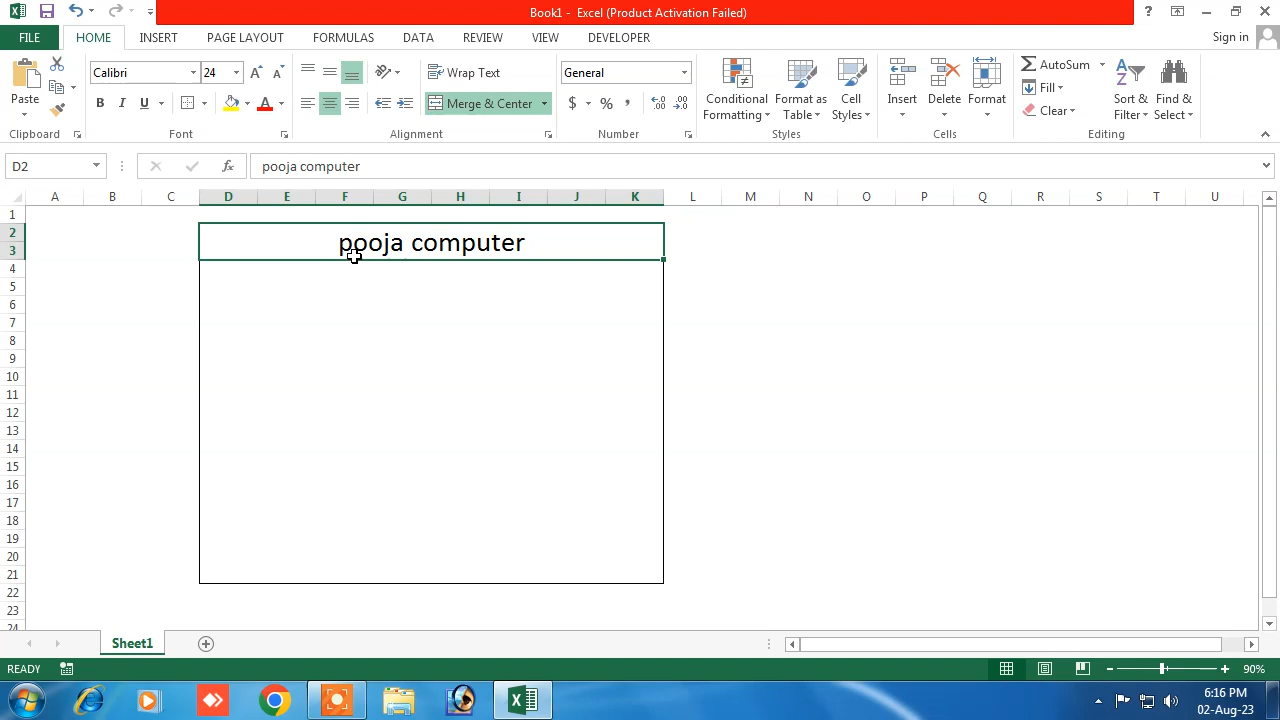 Book1 - Excel (Product Activation Failed)
FILE HOME INSERT PAGE LAYOUT FORMULAS DATA REVIEW VIEW DEVELOPER Sign in
Calibri 24 Wrap Text General AutoSum
Paste Merge & Center Conditional Formatting Format as Table Cell Styles Insert Delete Format Fill Clear Sort & Filter Find & Select
Clipboard Font Alignment Number Styles Cells Editing
D2 fx pooja computer
A B C D E F G H I J K L M N O P Q R S T U
1
2
pooja computer
3
4
5
6
7
8
9
10
11
12
13
14
15
16
17
18
19
20
21
22
23
24
Sheet1
READY 90%
6:16 PM
02-Aug-23